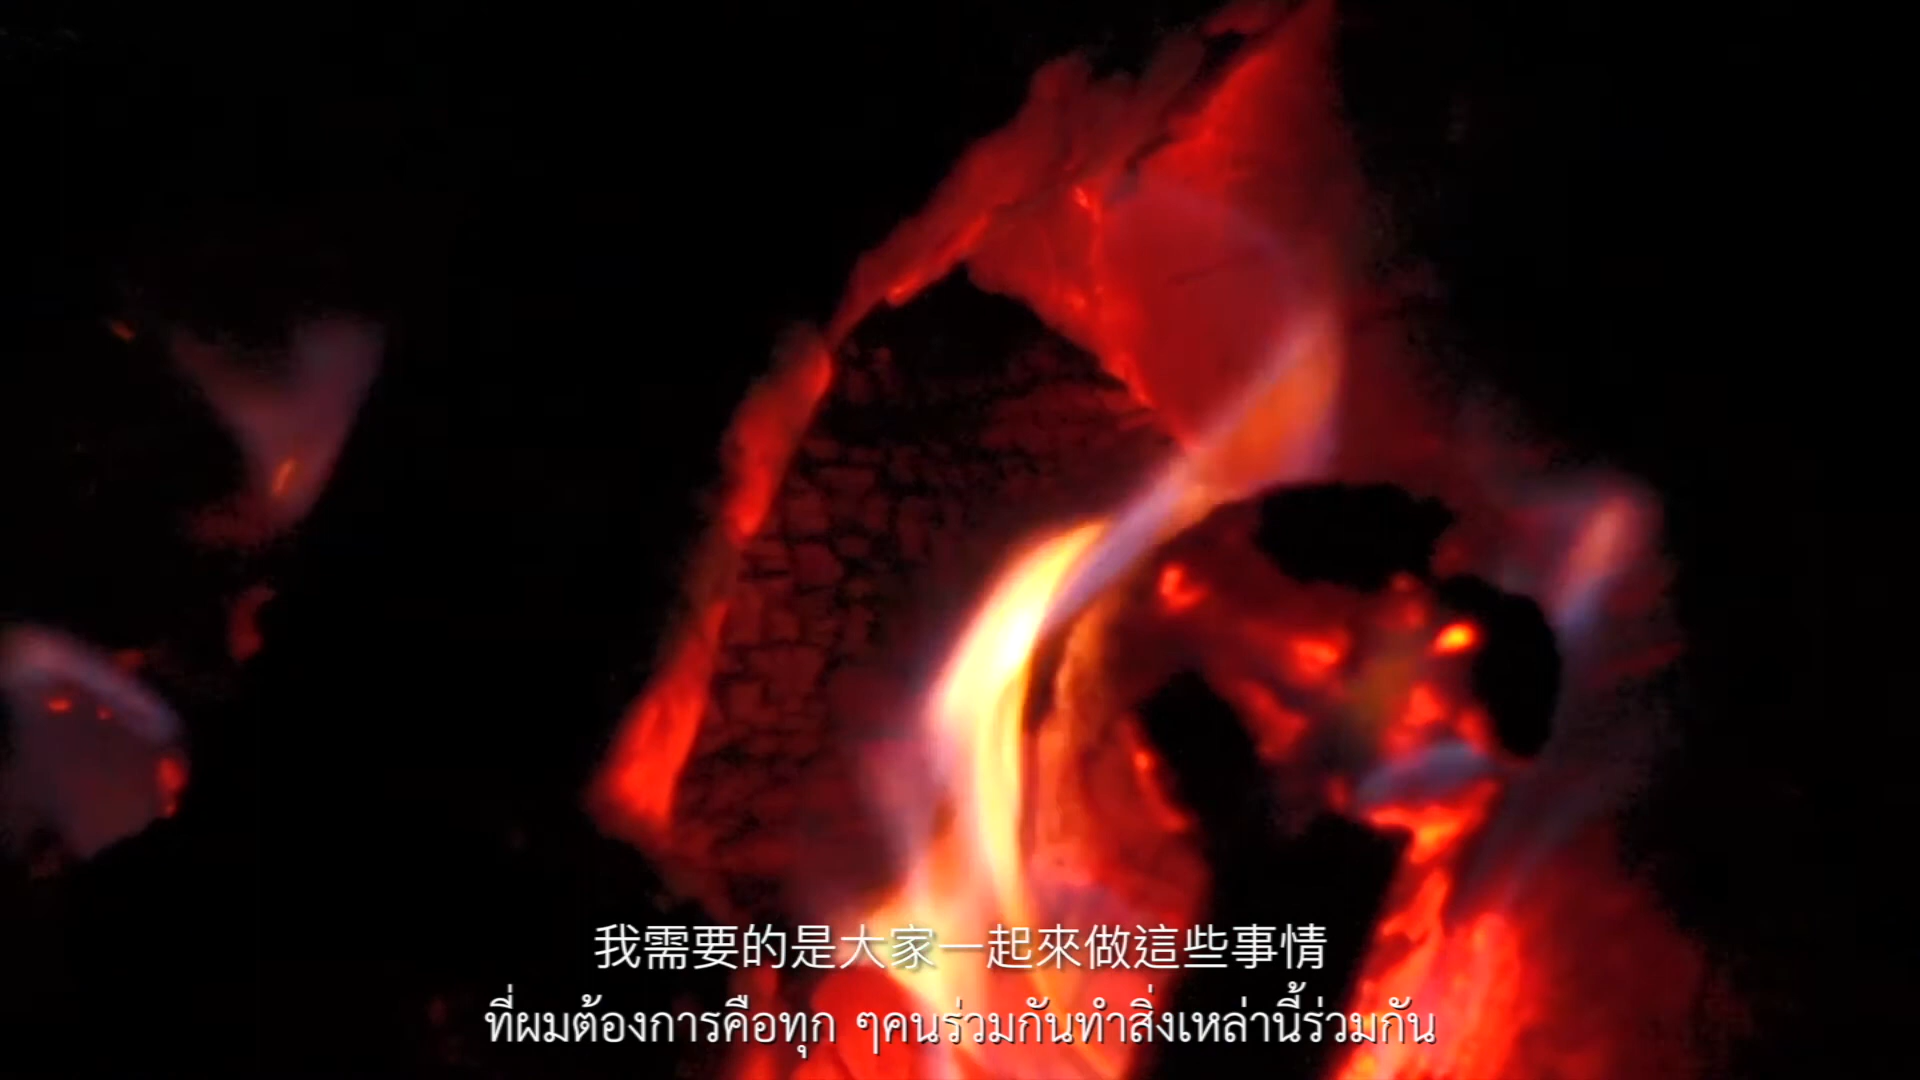 我需要的是大家一起來做這些事情
ที่ผมต้องการคือทุก ๆคนร่วมกันทำสิ่งเหล่านี้ร่วมกัน